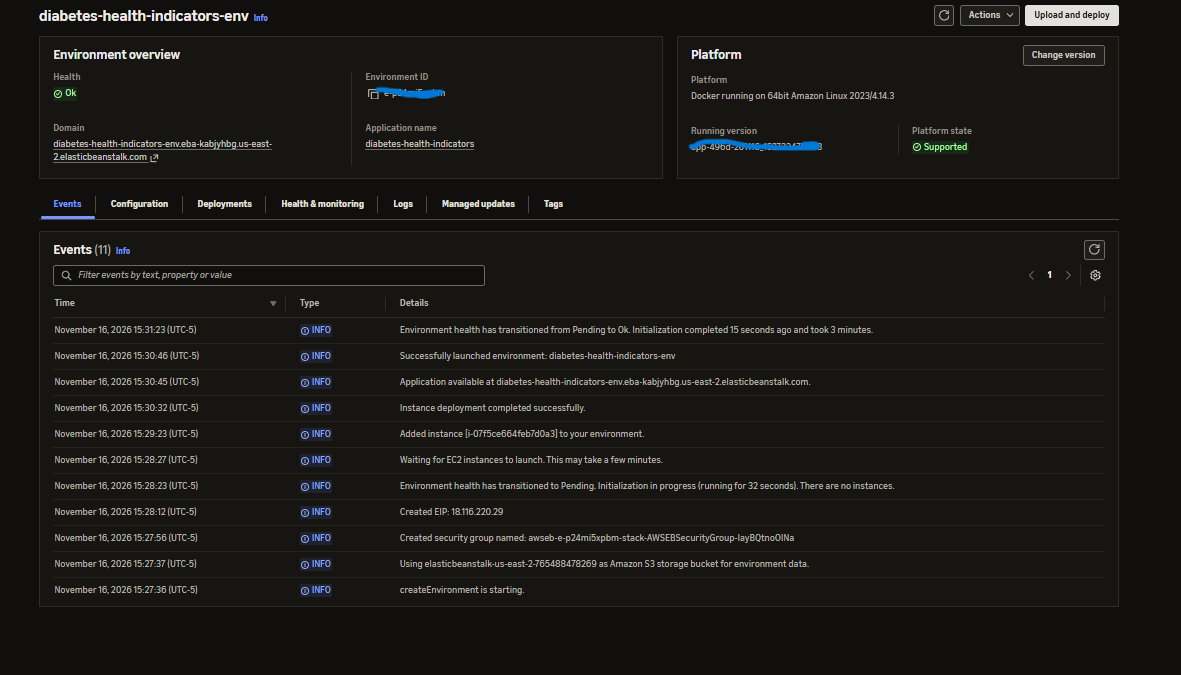 diabetes-health-indicators-env Info
Actions
Upload and deploy
Environment overview
Health
Ok
Environment ID
Domain
diabetes-health-indicators-env.eba-kabjyhbg.us-east-
2.elasticbeanstalk.com
Application name
diabetes-health-indicators
Platform
Change version
Platform
Docker running on 64bit Amazon Linux 2023/4.14.3
Running version
Platform state
Supported
Events
Configuration
Deployments
Health & monitoring
Logs
Managed updates
Tags
Events (11) Info
Filter events by text, property or value
1
Time Type Details
November 16, 2026 15:31:23 (UTC-5) INFO Environment health has transitioned from Pending to Ok. Initialization completed 15 seconds ago and took 3 minutes.
November 16, 2026 15:30:46 (UTC-5) INFO Successfully launched environment: diabetes-health-indicators-env
November 16, 2026 15:30:45 (UTC-5) INFO Application available at diabetes-health-indicators-env.eba-kabjyhbg.us-east-2.elasticbeanstalk.com.
November 16, 2026 15:30:32 (UTC-5) INFO Instance deployment completed successfully.
November 16, 2026 15:29:23 (UTC-5) INFO Added instance [i-07f5ce664feb7d0a3] to your environment.
November 16, 2026 15:28:27 (UTC-5) INFO Waiting for EC2 instances to launch. This may take a few minutes.
November 16, 2026 15:28:23 (UTC-5) INFO Environment health has transitioned to Pending. Initialization in progress (running for 32 seconds). There are no instances.
November 16, 2026 15:28:12 (UTC-5) INFO Created EIP: 18.116.220.29
November 16, 2026 15:27:56 (UTC-5) INFO Created security group named: awseb-e-p24mi5xpbm-stack-AWSEBSecurityGroup-IayBQtnoOINa
November 16, 2026 15:27:37 (UTC-5) INFO Using elasticbeanstalk-us-east-2-765488478269 as Amazon S3 storage bucket for environment data.
November 16, 2026 15:27:36 (UTC-5) INFO createEnvironment is starting.